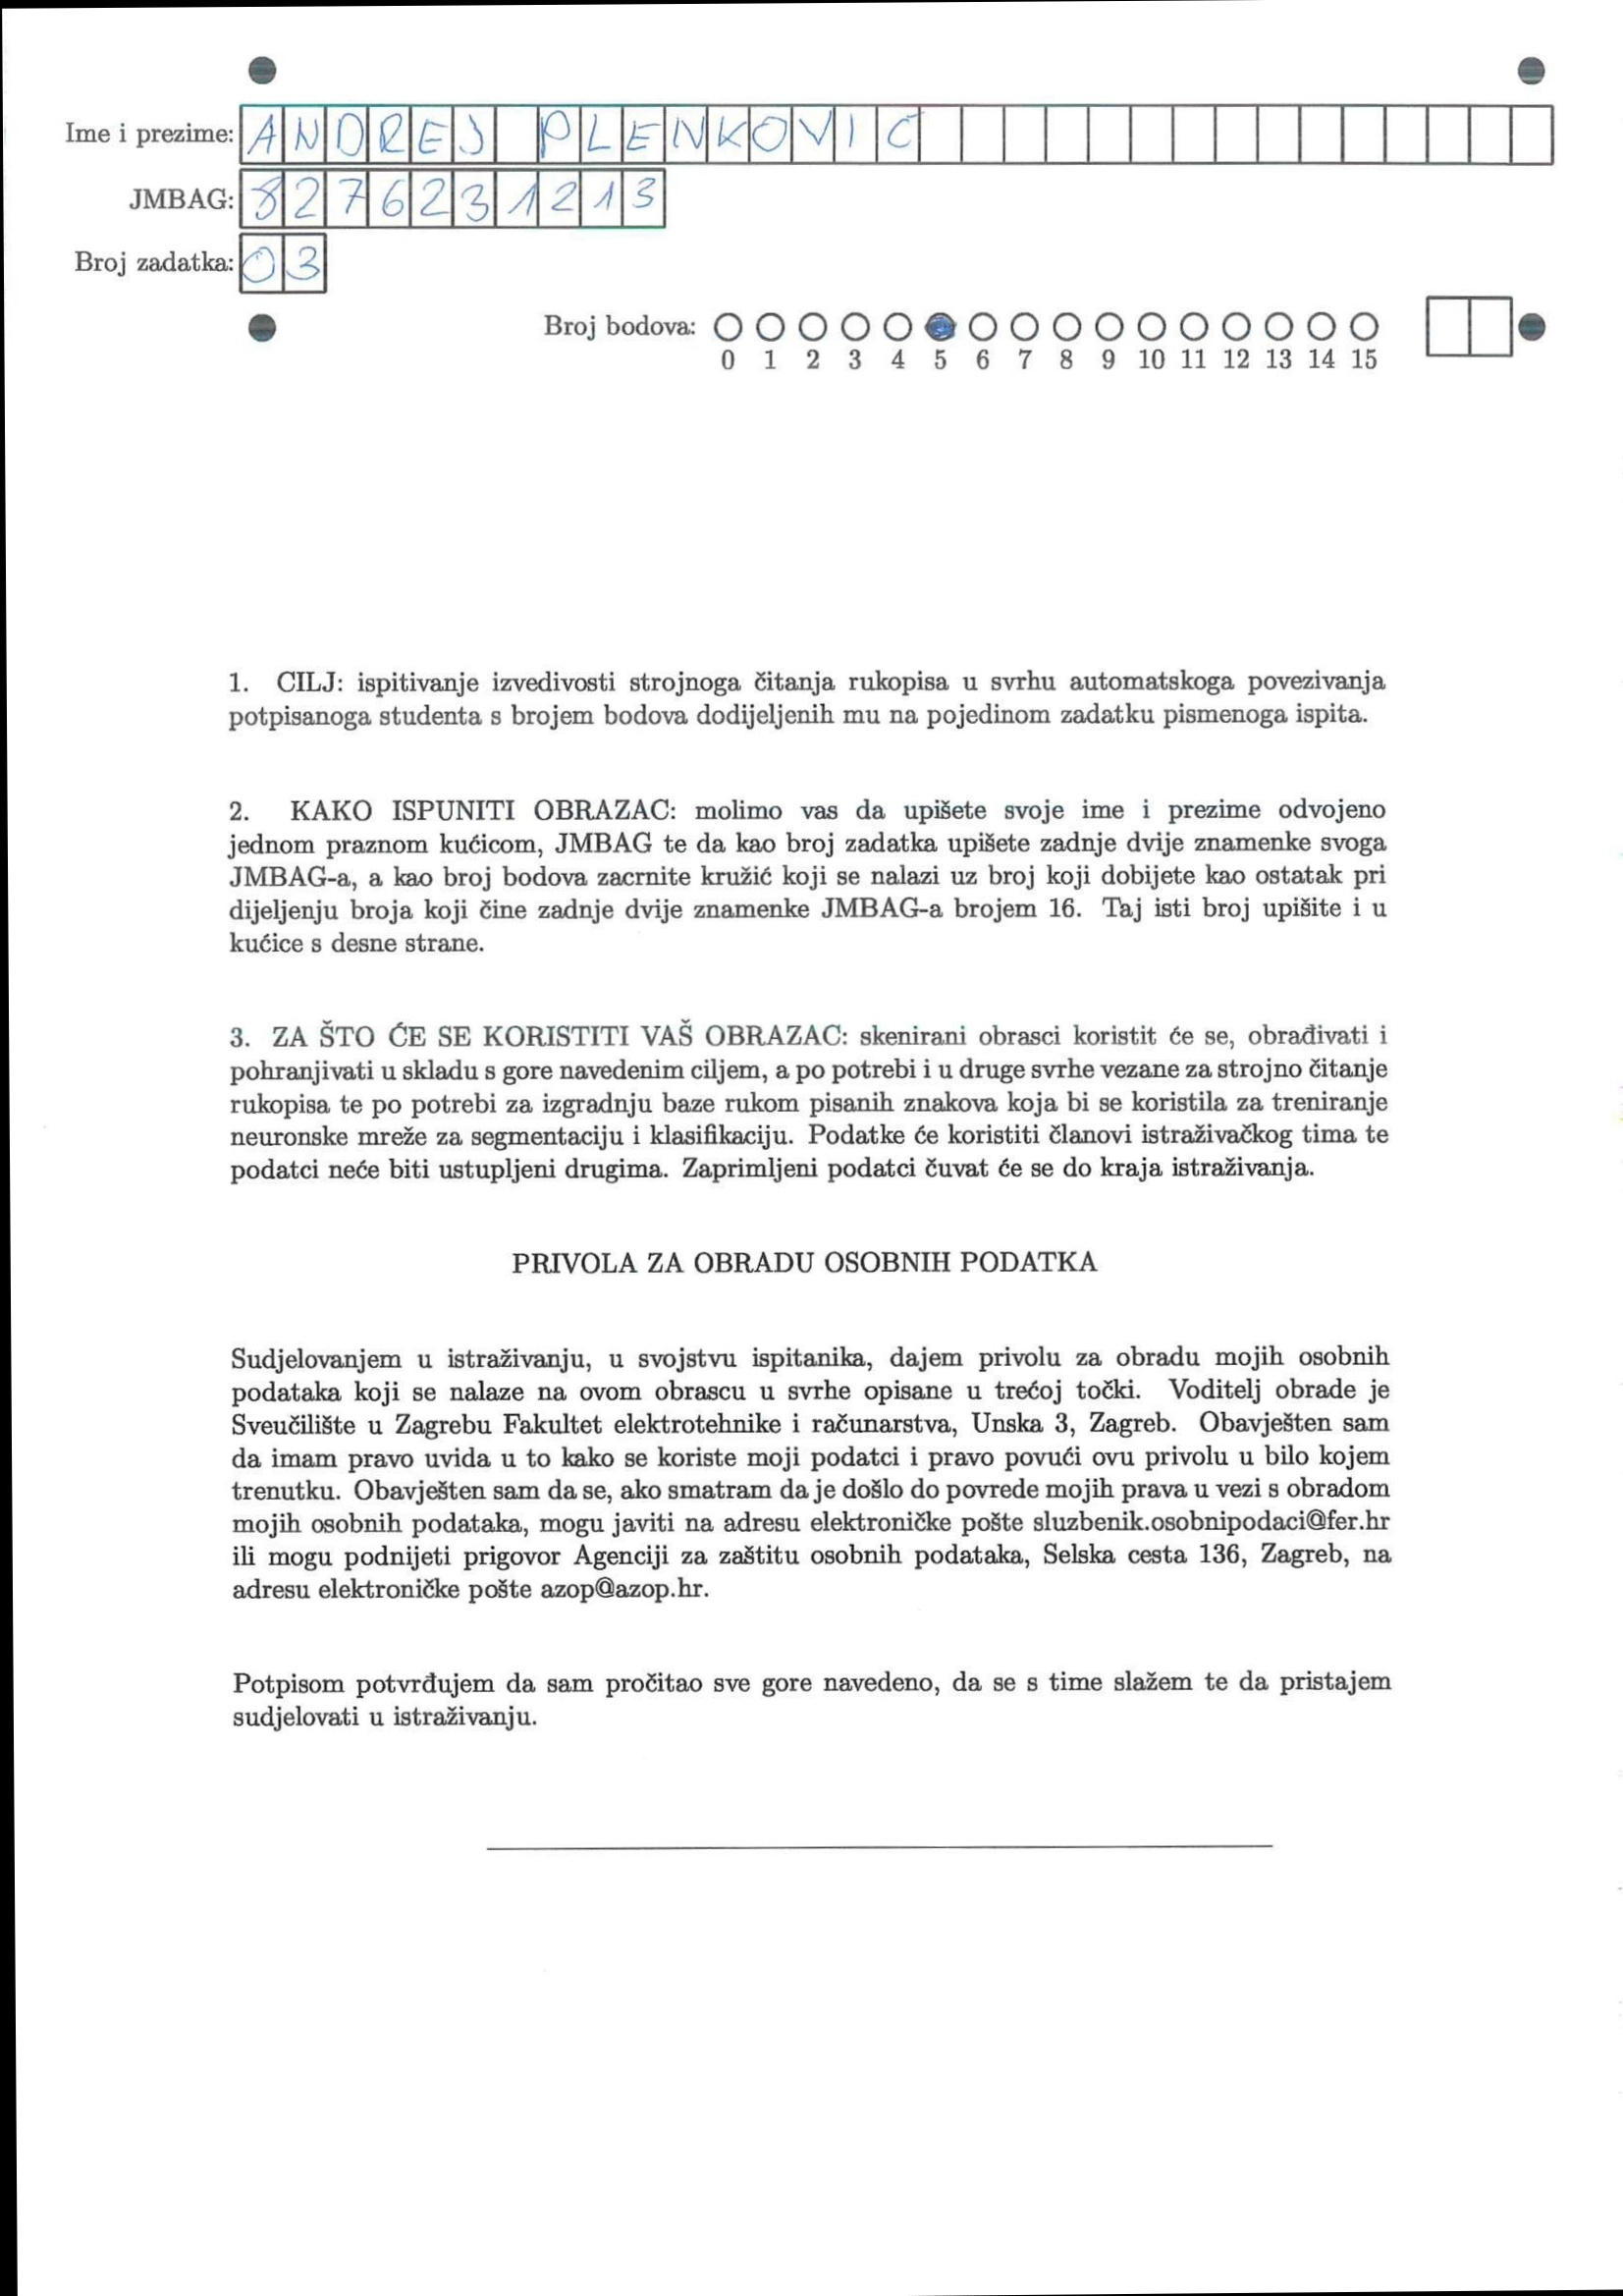 Ime i prezime: ANDREJ PLENKOVIĆ
JMBAG: 8276231213
Broj zadatka: 03
Broj bodova:
0 1 2 3 4 5 6 7 8 9 10 11 12 13 14 15
1. CILJ: ispitivanje izvedivosti strojnoga čitanja rukopisa u svrhu automatskoga povezivanja
potpisanoga studenta s brojem bodova dodijeljenih mu na pojedinom zadatku pismenoga ispita.
2. KAKO ISPUNITI OBRAZAC: molimo vas da upišete svoje ime i prezime odvojeno
jednom praznom kućicom, JMBAG te da kao broj zadatka upišete zadnje dvije znamenke svoga
JMBAG-a, a kao broj bodova zacrnite kružić koji se nalazi uz broj koji dobijete kao ostatak pri
dijeljenju broja koji čine zadnje dvije znamenke JMBAG-a brojem 16. Taj isti broj upišite i u
kućice s desne strane.
3. ZA ŠTO ĆE SE KORISTITI VAŠ OBRAZAC: skenirani obrasci koristit će se, obrađivati i
pohranjivati u skladu s gore navedenim ciljem, a po potrebi i u druge svrhe vezane za strojno čitanje
rukopisa te po potrebi za izgradnju baze rukom pisanih znakova koja bi se koristila za treniranje
neuronske mreže za segmentaciju i klasifikaciju. Podatke će koristiti članovi istraživačkog tima te
podatci neće biti ustupljeni drugima. Zaprimljeni podatci čuvat će se do kraja istraživanja.
PRIVOLA ZA OBRADU OSOBNIH PODATKA
Sudjelovanjem u istraživanju, u svojstvu ispitanika, dajem privolu za obradu mojih osobnih
podataka koji se nalaze na ovom obrascu u svrhe opisane u trećoj točki. Voditelj obrade je
Sveučilište u Zagrebu Fakultet elektrotehnike i računarstva, Unska 3, Zagreb. Obavješten sam
da imam pravo uvida u to kako se koriste moji podatci i pravo povući ovu privolu u bilo kojem
trenutku. Obavješten sam da se, ako smatram da je došlo do povrede mojih prava u vezi s obradom
mojih osobnih podataka, mogu javiti na adresu elektroničke pošte sluzbenik.osobnipodaci@fer.hr
ili mogu podnijeti prigovor Agenciji za zaštitu osobnih podataka, Selska cesta 136, Zagreb, na
adresu elektroničke pošte azop@azop.hr.
Potpisom potvrđujem da sam pročitao sve gore navedeno, da se s time slažem te da pristajem
sudjelovati u istraživanju.